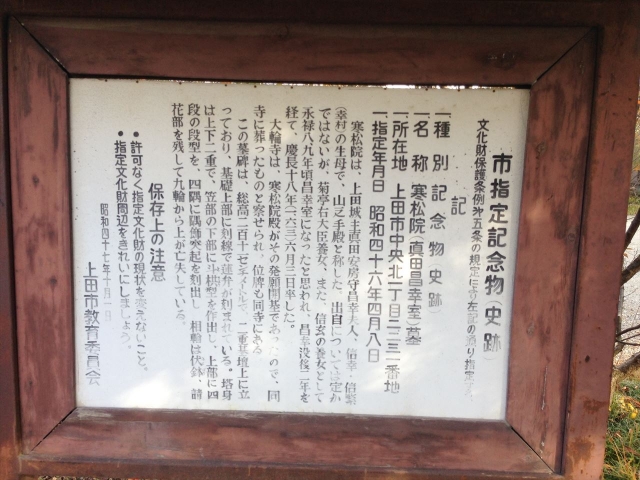 市指定記念物(史跡)
文化財保護条例第五条の規定により左記の通り指定する
記
一、種別 記念物(史跡)
一、名称 寒松院(真田昌幸室)墓
一、所在地 上田市中央北一丁目
一、指定年月日 昭和四十六年四月八日
寒松院は、上田城主真田安房守昌幸夫人、信幸・信繁
(幸村)の生母で、山之手殿と称した。出自については定か
ではないが、菊亭右大臣養女、また、信玄の養女として
永禄八、九年頃昌幸室になったと思われ、昌幸没後二年を
経て、慶長十八年(一六一三)六月三日卒した。
大輪寺は、寒松院殿がその発願開基であったので、同
寺に葬ったものと察せられ、位牌も同寺にある。
この墓碑は、総高二百十センチメートルで、二重基壇上に立
っており、基礎上部に刻線で蓮弁が刻まれている。塔身
は上下二重で、笠部の下部に斗栱型を作出し、上部に四
段の段型を、四隅に隅飾突起を刻出し、相輪は伏鉢、請
花部を残して九輪から上が亡失している。
保存上の注意
●許可なく指定文化財の現状を変えないこと。
●指定文化財周辺をきれいにしましょう。
昭和四十七年十月一日
上田市教育委員会